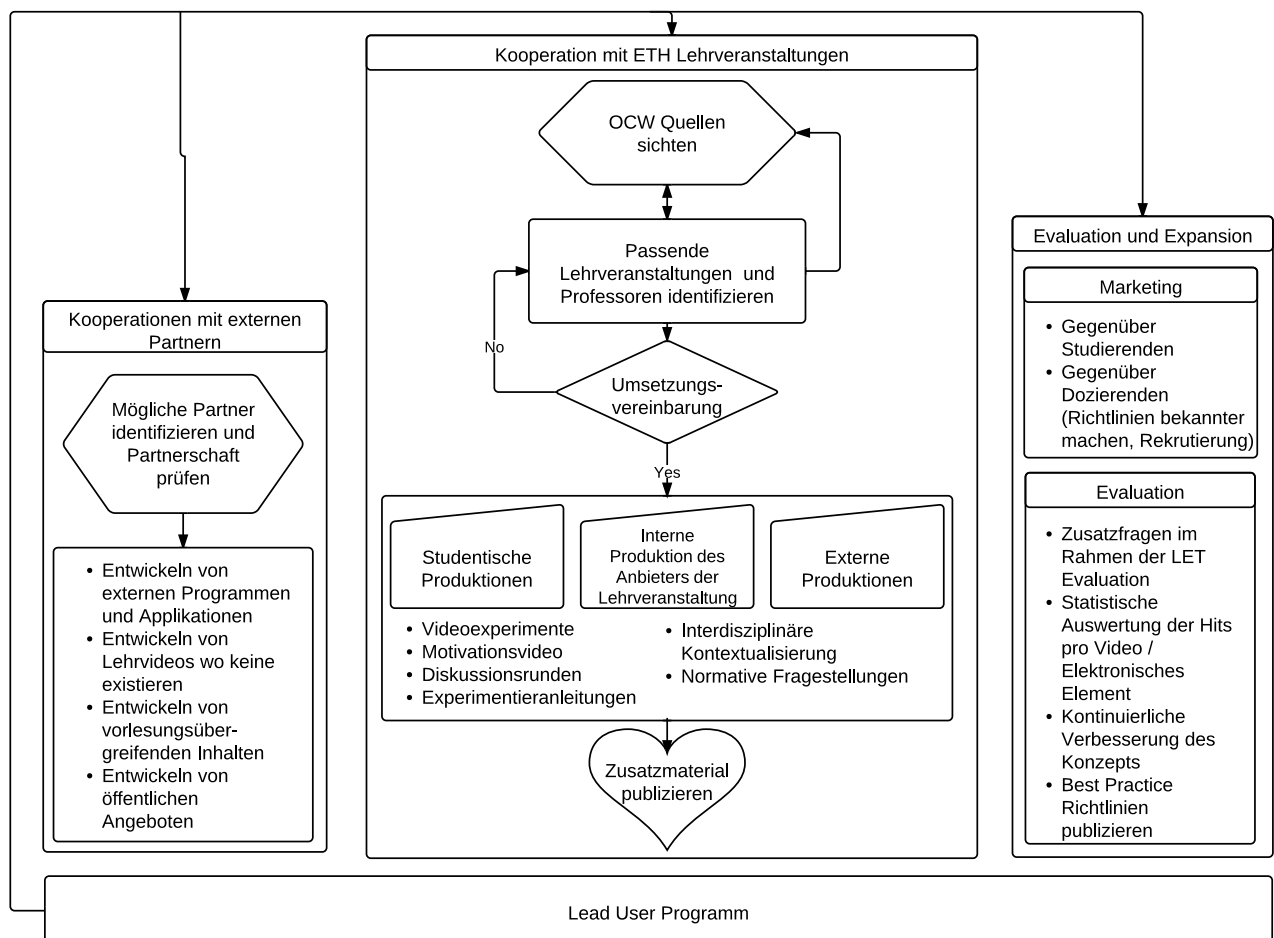 Kooperation mit ETH Lehrveranstaltungen
OCW Quellen
sichten
Passende
Lehrveranstaltungen und
Professoren identifizieren
No
Umsetzungs-
vereinbarung
Yes
Studentische
Produktionen
Interne
Produktion des
Anbieters der
Lehrveranstaltung
Externe
Produktionen
• Videoexperimente
• Motivationsvideo
• Diskussionsrunden
• Experimentieranleitungen
• Interdisziplinäre
Kontextualisierung
• Normative Fragestellungen
Zusatzmaterial
publizieren
Kooperationen mit externen
Partnern
Mögliche Partner
identifizieren und
Partnerschaft
prüfen
• Entwickeln von
externen Programmen
und Applikationen
• Entwickeln von
Lehrvideos wo keine
existieren
• Entwickeln von
vorlesungsüber-
greifenden Inhalten
• Entwickeln von
öffentlichen
Angeboten
Evaluation und Expansion
Marketing
• Gegenüber
Studierenden
• Gegenüber
Dozierenden
(Richtlinien bekannter
machen, Rekrutierung)
Evaluation
• Zusatzfragen im
Rahmen der LET
Evaluation
• Statistische
Auswertung der Hits
pro Video /
Elektronisches
Element
• Kontinuierliche
Verbesserung des
Konzepts
• Best Practice
Richtlinien
publizieren
Lead User Programm